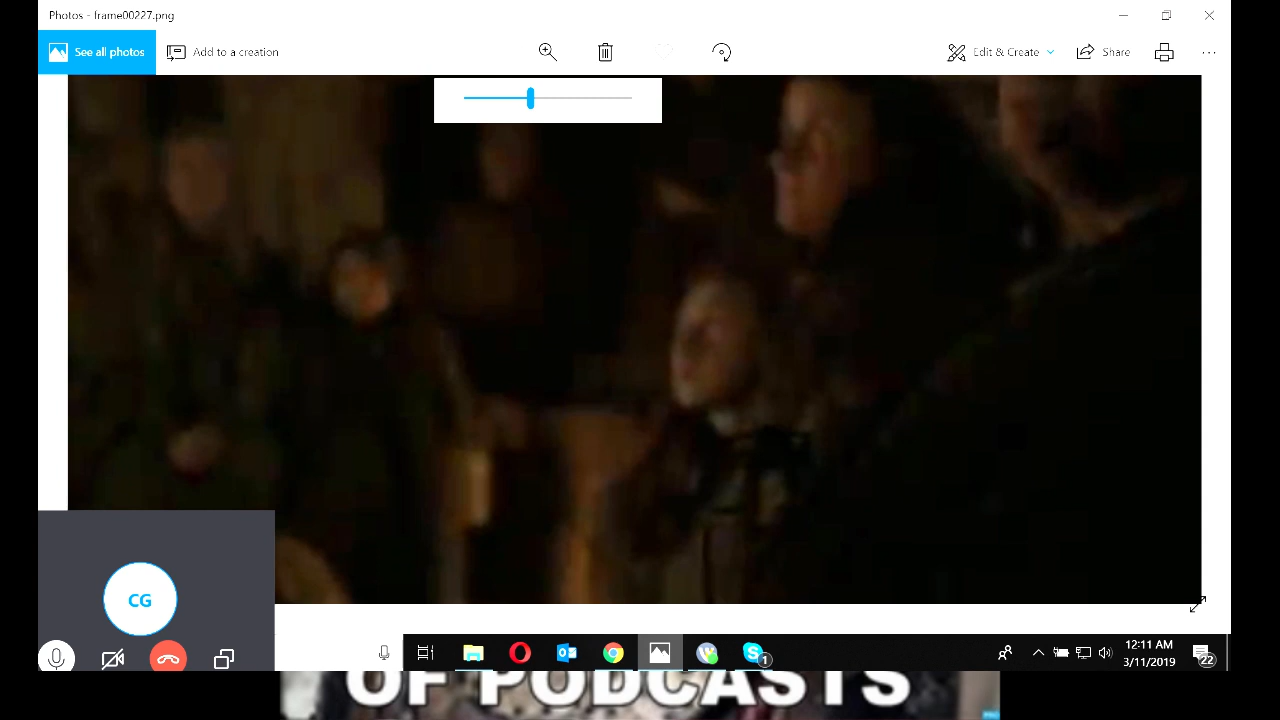 Photos - frame00227.png
See all photos
Add to a creation
Edit & Create
Share
CG
12:11 AM
3/11/2019
22
1
OF PODCASTS